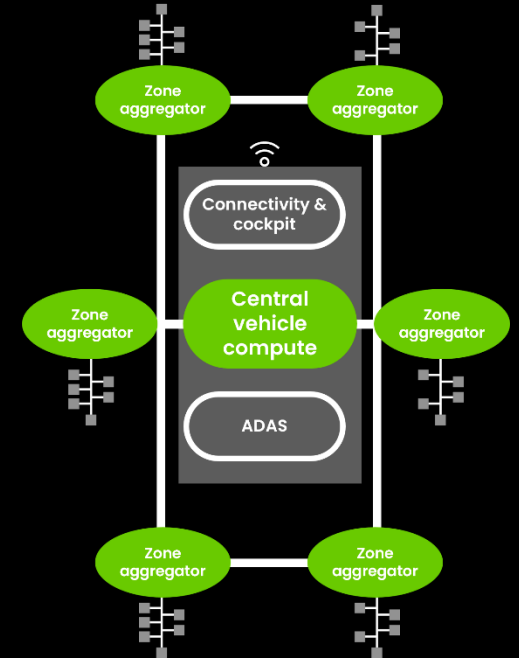 Zone
aggregator
Zone
aggregator
Connectivity &
cockpit
Zone
aggregator
Central
vehicle
compute
Zone
aggregator
ADAS
Zone
aggregator
Zone
aggregator